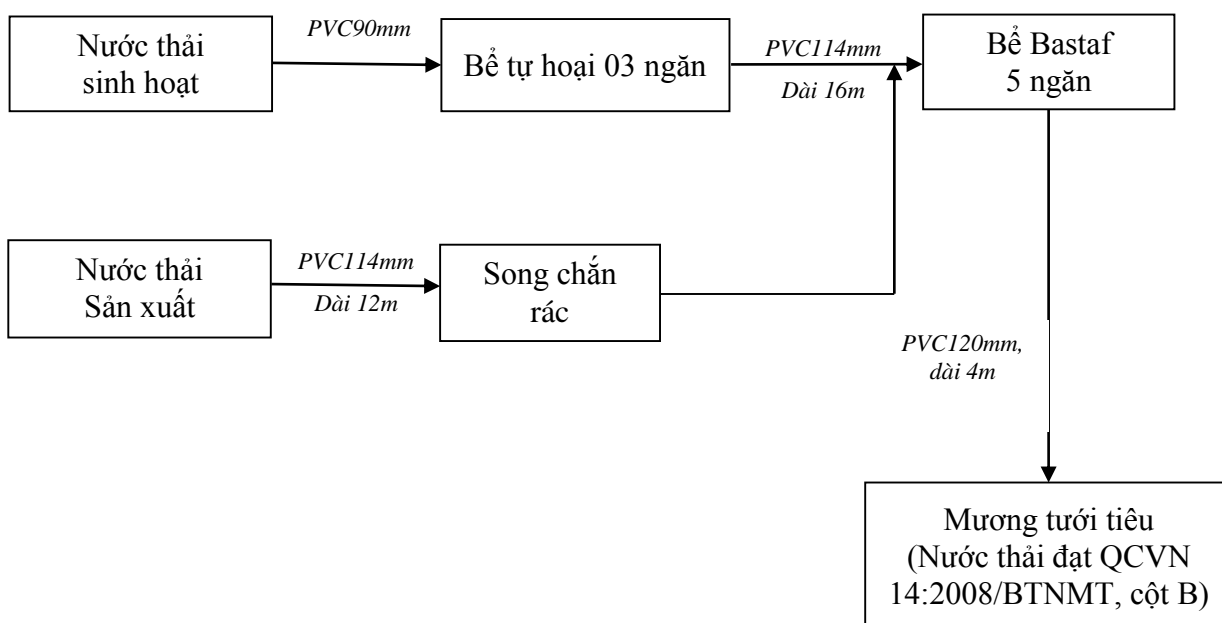 Nước thải
sinh hoạt
PVC90mm
Bể tự hoại 03 ngăn
PVC114mm
Dài 16m
Bể Bastaf
5 ngăn
Nước thải
Sản xuất
PVC114mm
Dài 12m
Song chắn
rác
PVC120mm,
dài 4m
Mương tưới tiêu
(Nước thải đạt QCVN
14:2008/BTNMT, cột B)